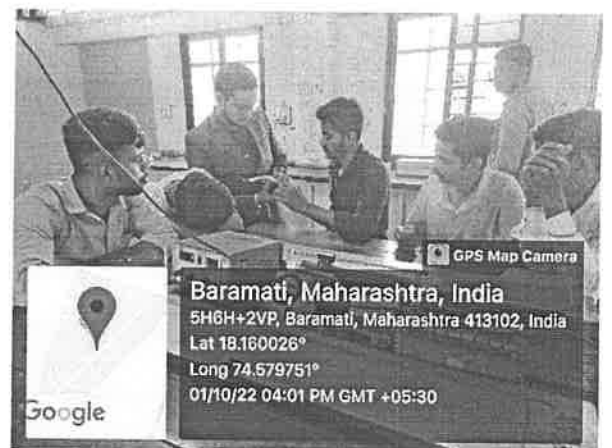 GPS Map Camera
Baramati, Maharashtra, India
5H6H+2VP, Baramati, Maharashtra 413102, India
Lat 18.160026°
Long 74.579751°
01/10/22 04:01 PM GMT +05:30
Google